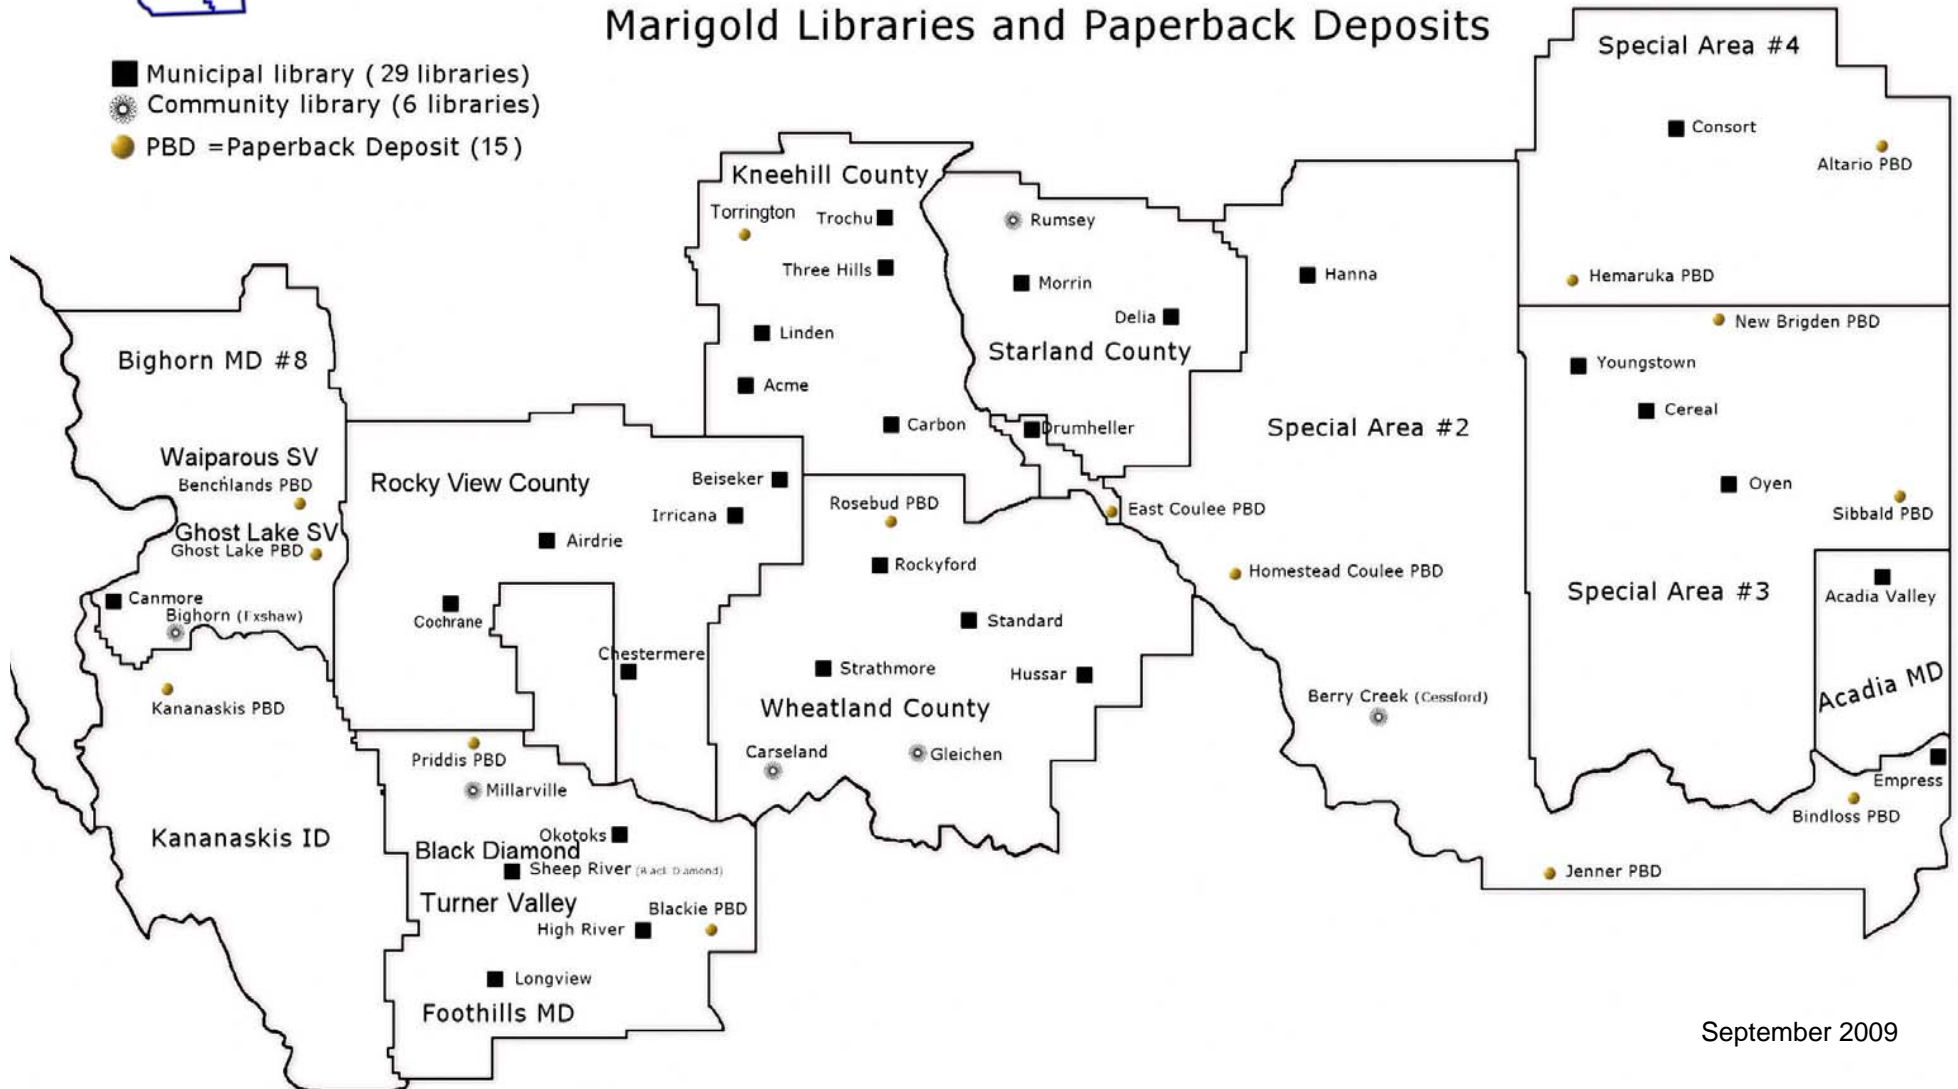 Marigold Libraries and Paperback Deposits
Municipal library (29 libraries)
Community library (6 libraries)
PBD =Paperback Deposit (15)
Special Area #4
Consort
Altario PBD
Hemaruka PBD
Kneehill County
Torrington
Trochu
Three Hills
Linden
Acme
Carbon
Rumsey
Morrin
Delia
Starland County
Drumheller
Hanna
Special Area #2
East Coulee PBD
Homestead Coulee PBD
Berry Creek (Cessford)
New Brigden PBD
Youngstown
Cereal
Oyen
Sibbald PBD
Special Area #3
Acadia Valley
Acadia MD
Empress
Bindloss PBD
Jenner PBD
Bighorn MD #8
Waiparous SV
Benchlands PBD
Ghost Lake SV
Ghost Lake PBD
Canmore
Bighorn (Exshaw)
Kananaskis PBD
Kananaskis ID
Rocky View County
Beiseker
Irricana
Airdrie
Cochrane
Chestermere
Rosebud PBD
Rockyford
Standard
Strathmore
Hussar
Wheatland County
Carseland
Gleichen
Priddis PBD
Millarville
Okotoks
Black Diamond
Sheep River (Black Diamond)
Turner Valley
Blackie PBD
High River
Longview
Foothills MD
September 2009